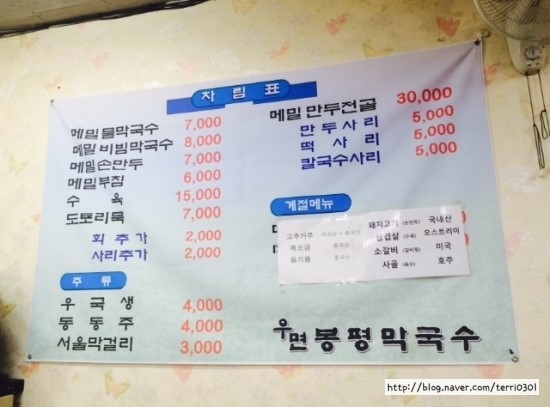 차림표
메밀물막국수 7,000
메밀비빔막국수 8,000
메밀손만두 7,000
메밀부침 6,000
수육 15,000
도토리묵 7,000
회추가 2,000
사리추가 2,000
주류
우국생 4,000
동동주 4,000
서울막걸리 3,000
메밀만두전골 30,000
만두사리 5,000
떡사리 5,000
칼국수사리 5,000
계절메뉴
고추가루
돼지고기 국내산
삼겹살 오스트리아
소갈비 미국
사골 호주
우면봉평막국수
http://blog.naver.com/terri0301